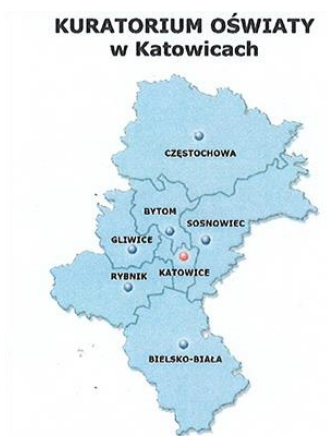 KURATORIUM OŚWIATY
w Katowicach
CZĘSTOCHOWA
BYTOM
SOSNOWIEC
GLIWICE
RYBNIK
KATOWICE
BIELSKO-BIAŁA